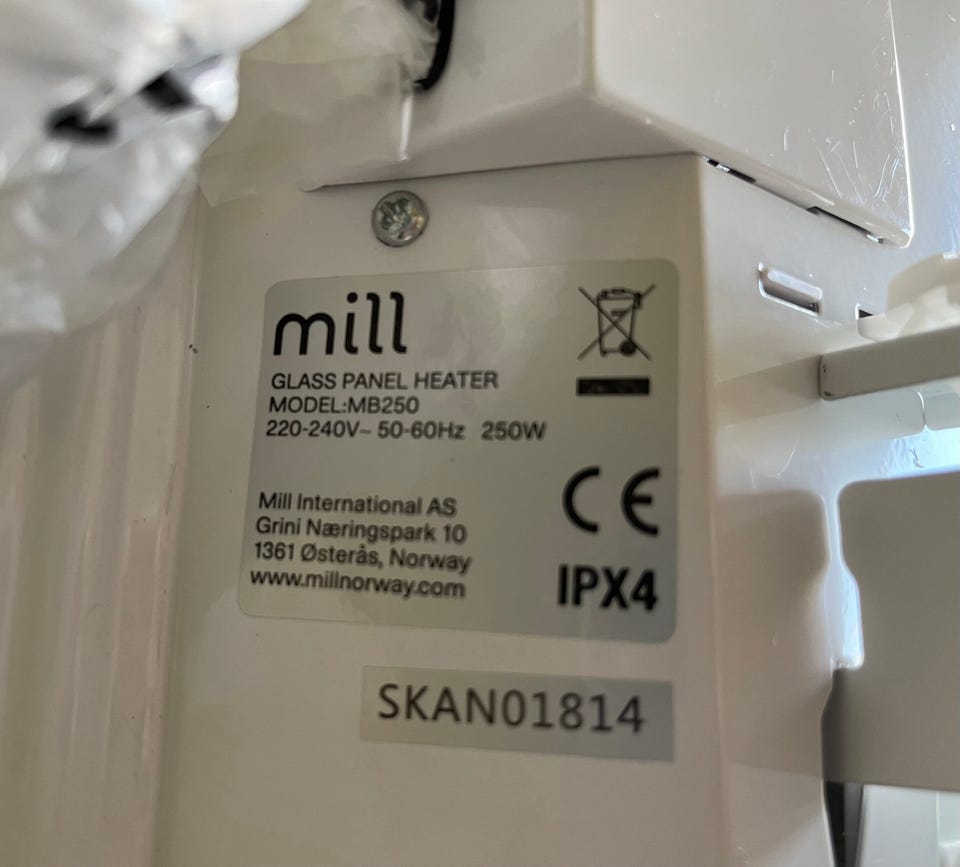 mill
GLASS PANEL HEATER
MODEL:MB250
220-240V~ 50-60Hz 250W
Mill International AS
Grini Næringspark 10
1361 Østerås, Norway
www.millnorway.com
CE
IPX4
SKAN01814